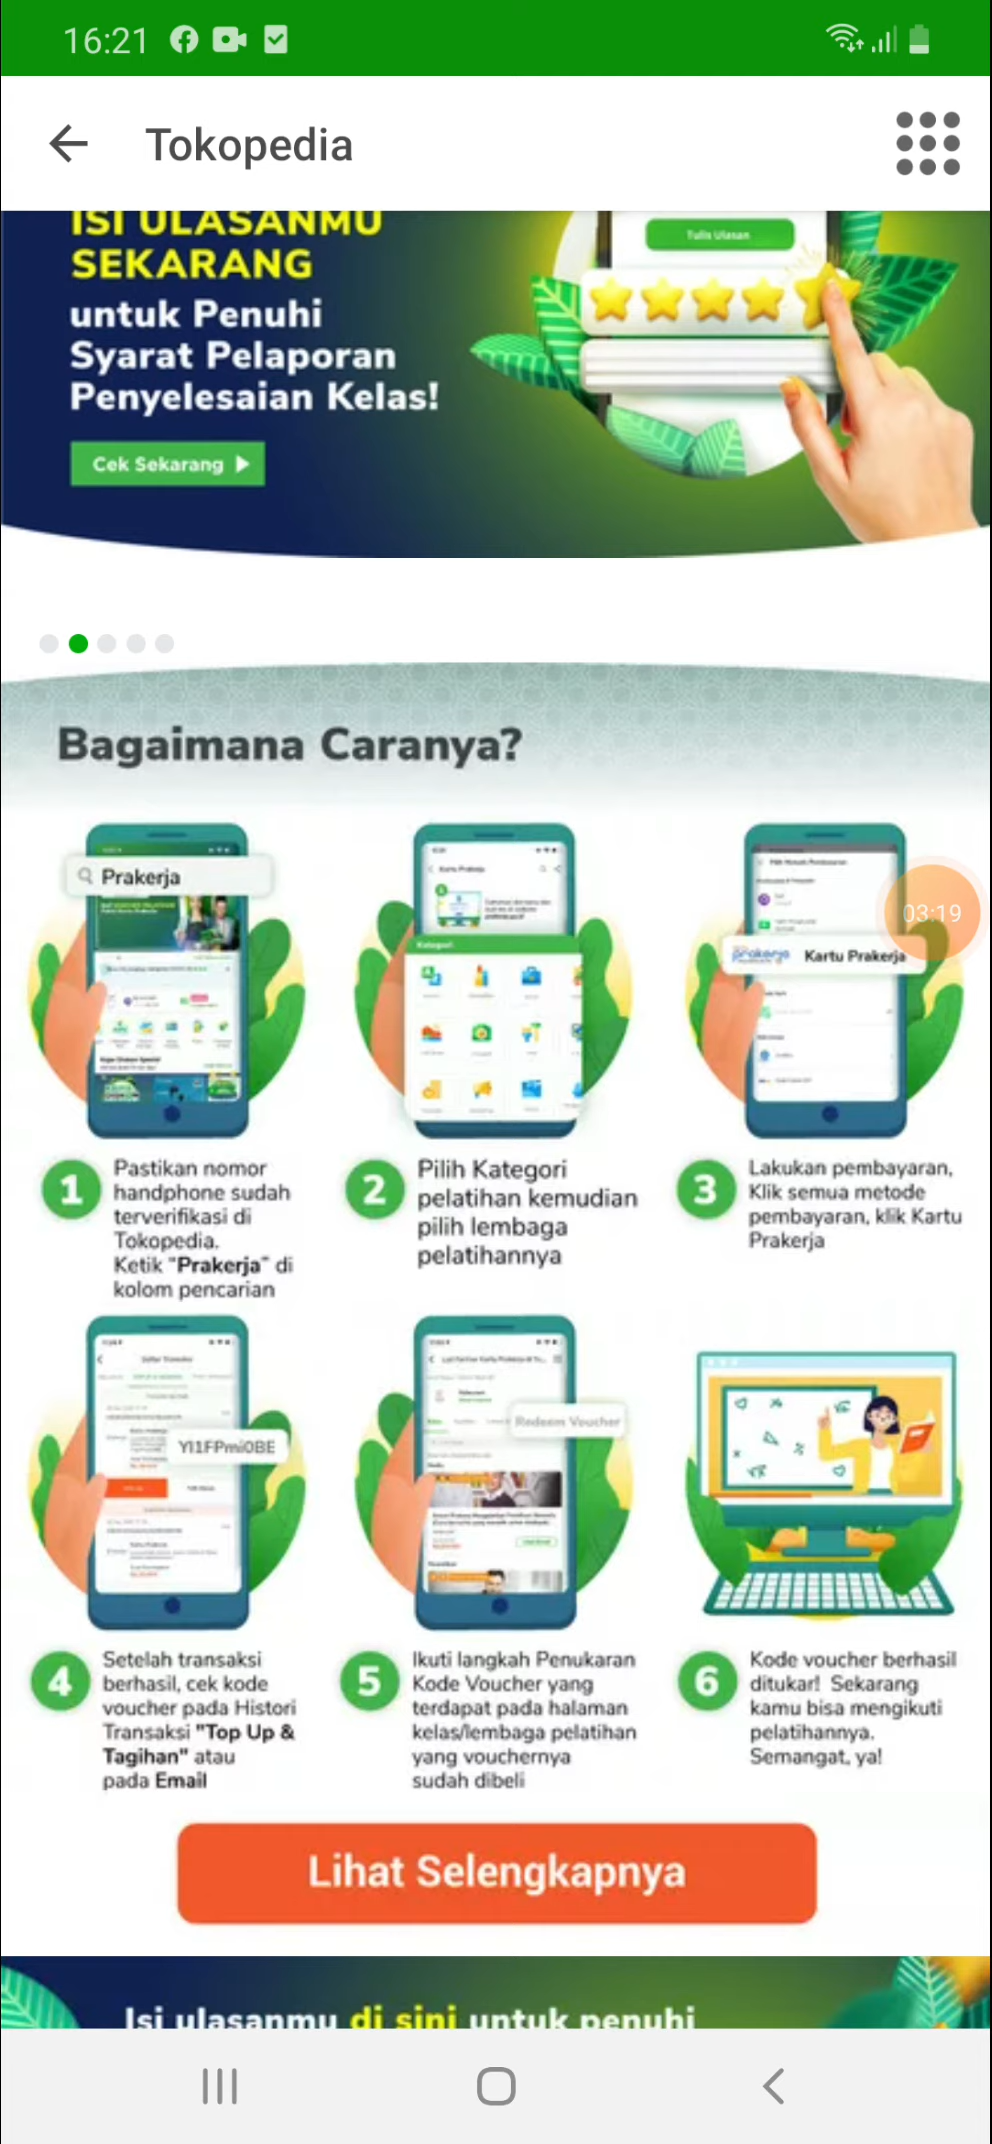 16:21
Tokopedia
ISI ULASANMU
SEKARANG
untuk Penuhi
Syarat Pelaporan
Penyelesaian Kelas!
Cek Sekarang
Tulis Ulasan
Bagaimana Caranya?
Prakerja
Kategori
prakerja Kartu Prakerja
03:19
1
Pastikan nomor
handphone sudah
terverifikasi di
Tokopedia.
Ketik "Prakerja" di
kolom pencarian
2
Pilih Kategori
pelatihan kemudian
pilih lembaga
pelatihannya
3
Lakukan pembayaran,
Klik semua metode
pembayaran, klik Kartu
Prakerja
YI1FPmi0BE
Redeem Voucher
4
Setelah transaksi
berhasil, cek kode
voucher pada Histori
Transaksi "Top Up &
Tagihan" atau
pada Email
5
Ikuti langkah Penukaran
Kode Voucher yang
terdapat pada halaman
kelas/lembaga pelatihan
yang vouchernya
sudah dibeli
6
Kode voucher berhasil
ditukar! Sekarang
kamu bisa mengikuti
pelatihannya.
Semangat, ya!
Lihat Selengkapnya
Isi ulasanmu di sini untuk penuhi